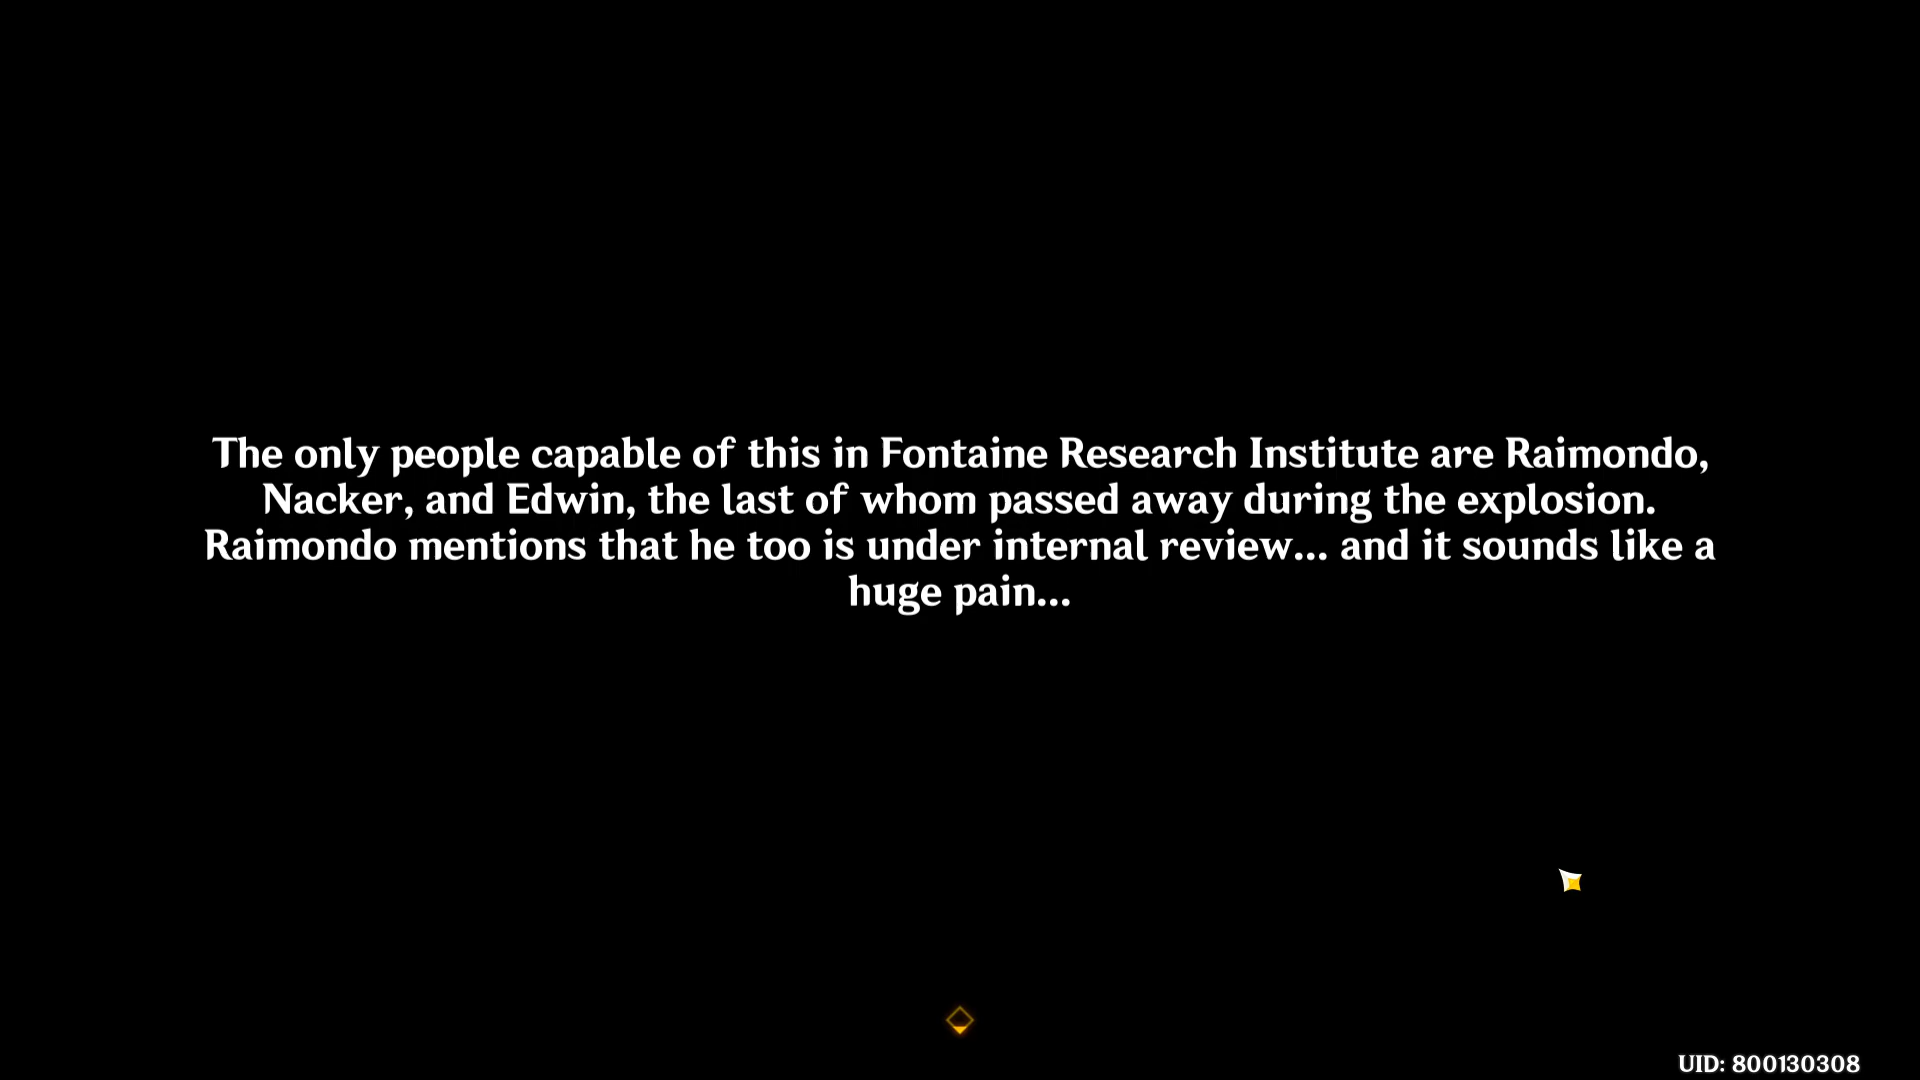 The only people capable of this in Fontaine Research Institute are Raimondo,
Nacker, and Edwin, the last of whom passed away during the explosion.
Raimondo mentions that he too is under internal review... and it sounds like a
huge pain...
UID: 800130308